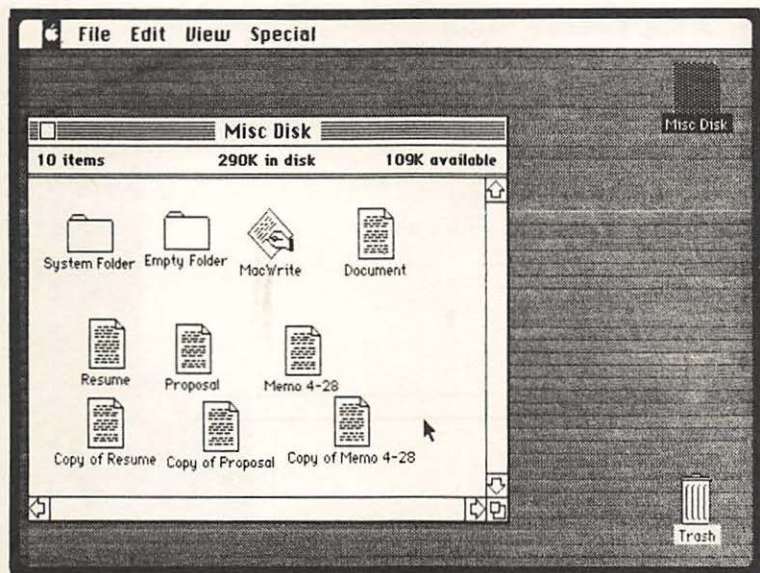 File Edit View Special
Misc Disk
Misc Disk
10 items 290K in disk 109K available
System Folder Empty Folder MacWrite Document
Resume Proposal Memo 4-28
Copy of Resume Copy of Proposal Copy of Memo 4-28
Trash